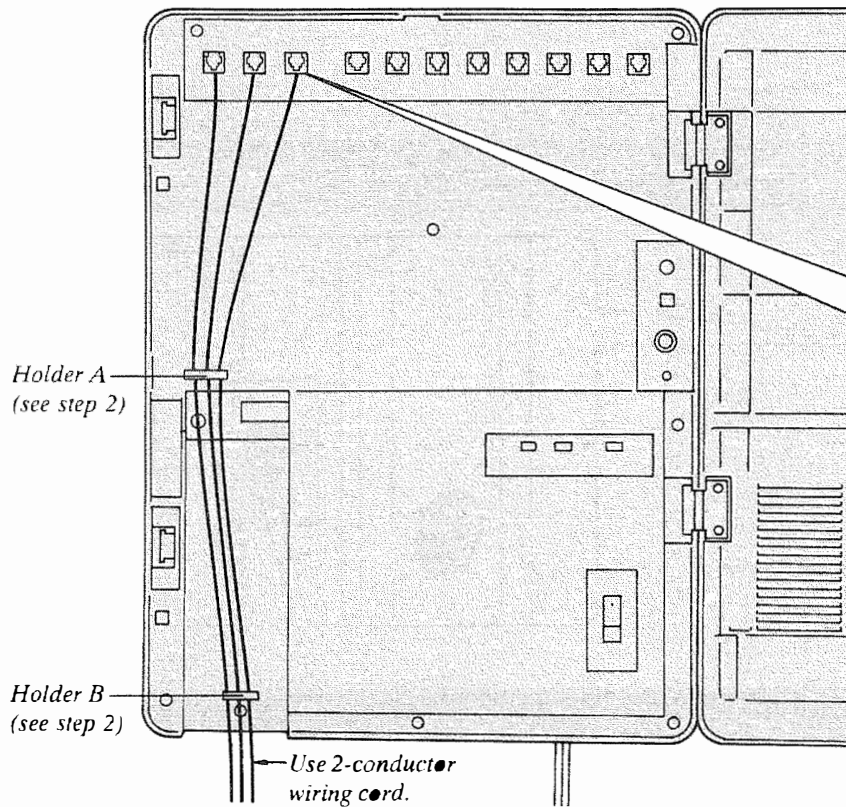 Holder A
(see step 2)
Holder B
(see step 2)
Use 2-conductor
wiring cord.